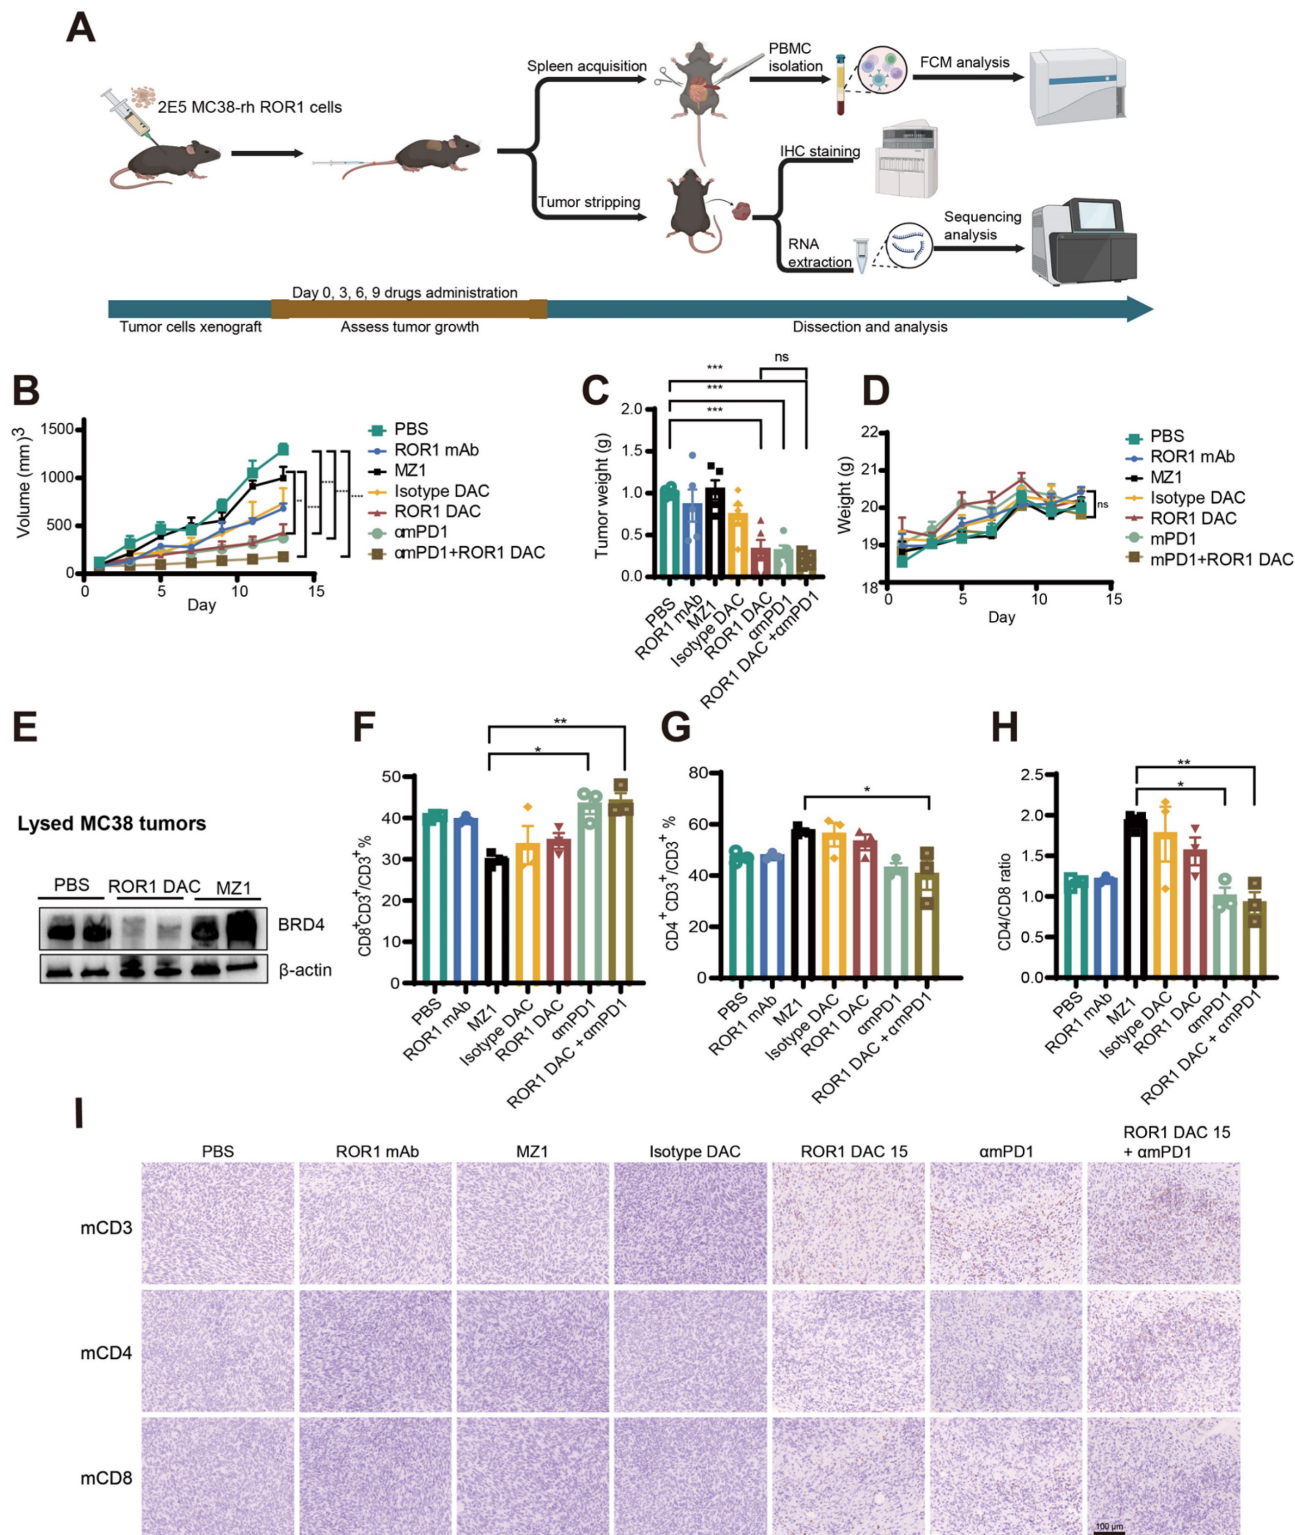 A
2E5 MC38-rh ROR1 cells
Spleen acquisition
PBMC
isolation
FCM analysis
IHC staining
Tumor stripping
RNA
extraction
Sequencing
analysis
Day 0, 3, 6, 9 drugs administration
Tumor cells xenograft
Assess tumor growth
Dissection and analysis
B
Volume (mm)3
1500
1000
500
0
0
5
10
15
Day
PBS
ROR1 mAb
MZ1
Isotype DAC
ROR1 DAC
αmPD1
αmPD1+ROR1 DAC
C
ns
***
***
***
Tumor weight (g)
2.0
1.5
1.0
0.5
0.0
PBS
ROR1 mAb
MZ1
Isotype DAC
ROR1 DAC
αmPD1
ROR1 DAC +αmPD1
D
Weight (g)
22
21
20
19
18
0
5
10
15
Day
ns
PBS
ROR1 mAb
MZ1
Isotype DAC
ROR1 DAC
mPD1
mPD1+ROR1 DAC
E
Lysed MC38 tumors
PBS
ROR1 DAC
MZ1
BRD4
β-actin
F
**
*
CD8+CD3+/CD3+ %
50
40
30
20
10
0
PBS
ROR1 mAb
MZ1
Isotype DAC
ROR1 DAC
αmPD1
ROR1 DAC + αmPD1
G
*
CD4+CD3+/CD3+ %
80
60
40
20
0
PBS
ROR1 mAb
MZ1
Isotype DAC
ROR1 DAC
αmPD1
ROR1 DAC + αmPD1
H
**
*
CD4/CD8 ratio
2.5
2.0
1.5
1.0
0.5
0.0
PBS
ROR1 mAb
MZ1
Isotype DAC
ROR1 DAC
αmPD1
ROR1 DAC + αmPD1
I
PBS
ROR1 mAb
MZ1
Isotype DAC
ROR1 DAC 15
αmPD1
ROR1 DAC 15
+ αmPD1
mCD3
mCD4
mCD8
100 μm